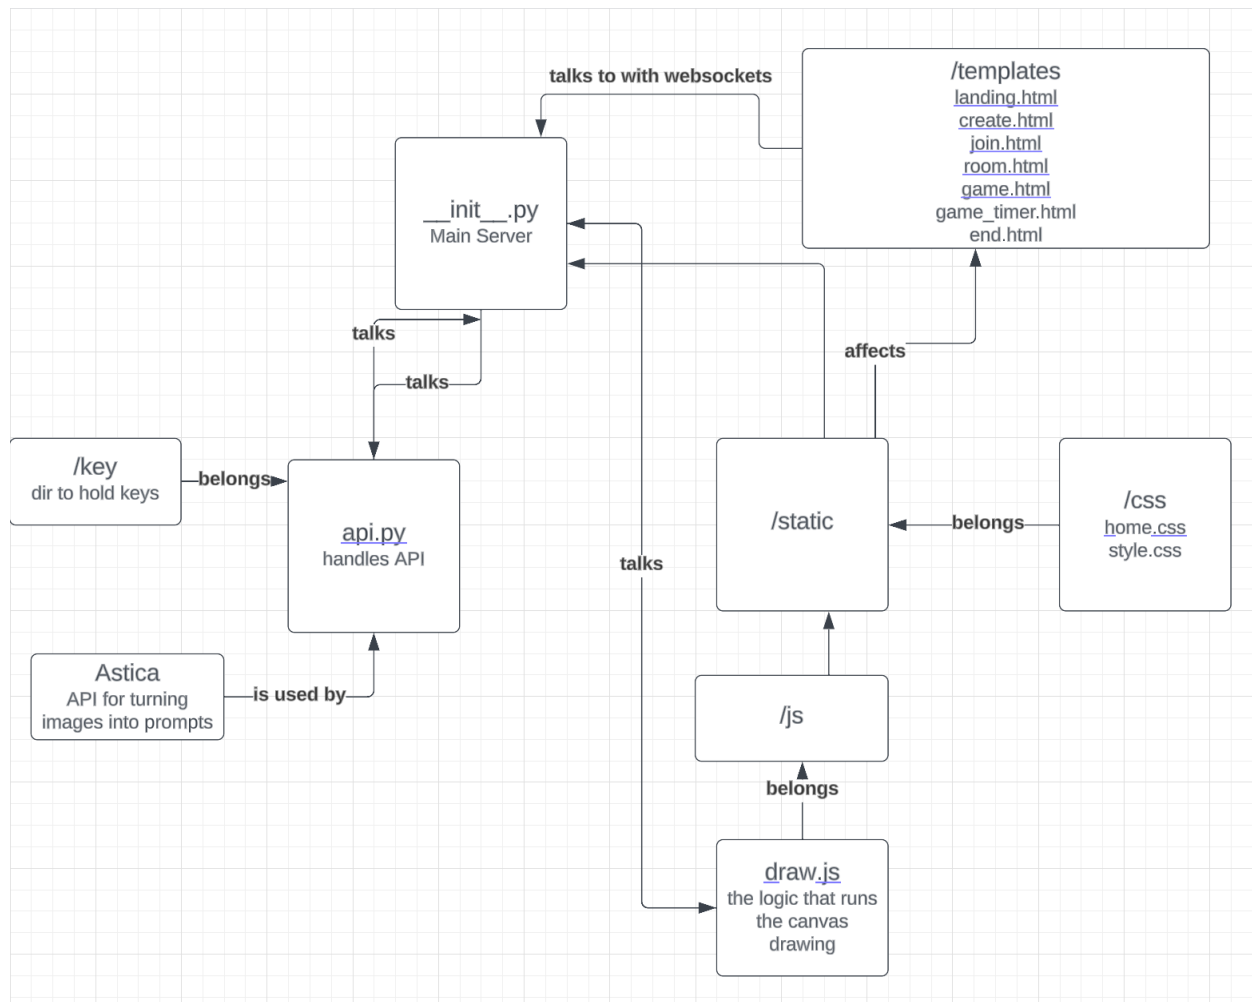 talks to with websockets
/templates
landing.html
create.html
join.html
room.html
game.html
game_timer.html
end.html
__init__.py
Main Server
talks
talks
affects
/key
dir to hold keys
belongs
api.py
handles API
/static
belongs
/css
home.css
style.css
talks
Astica
API for turning
images into prompts
is used by
/js
belongs
draw.js
the logic that runs
the canvas
drawing